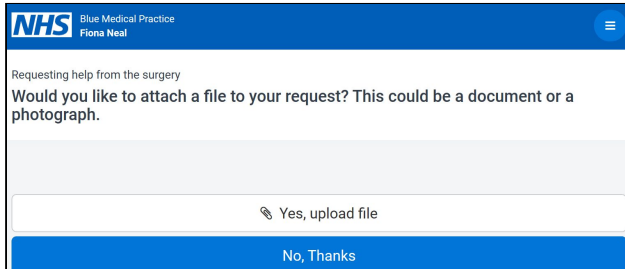 NHS
Blue Medical Practice
Fiona Neal
Requesting help from the surgery
Would you like to attach a file to your request? This could be a document or a
photograph.
Yes, upload file
No, Thanks